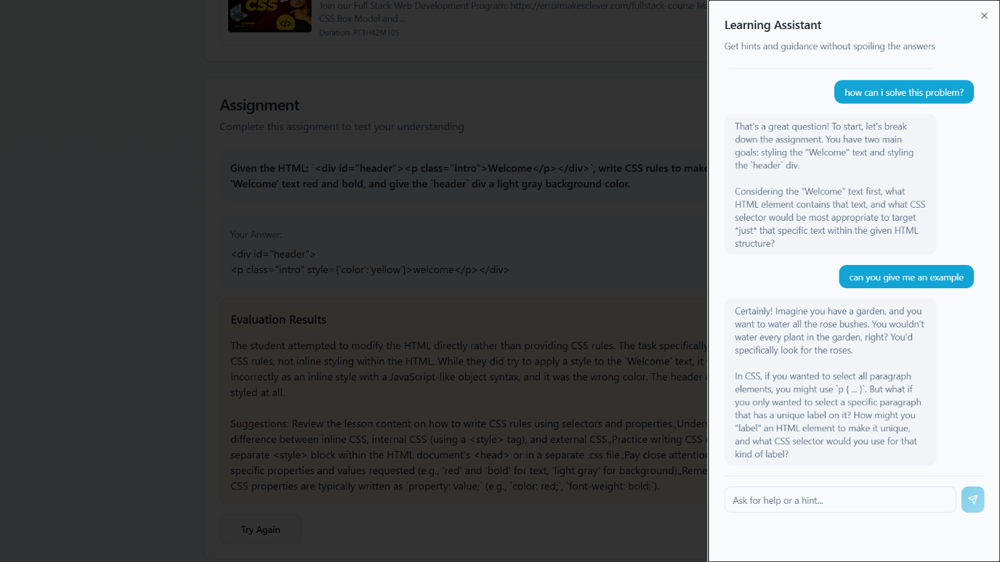 CSS
Join our Full Stack Web Development Program: https://errormakesclever.com/fullstack-course M
CSS Box Model and ...
Duration: PT1H42M10S
Assignment
Complete this assignment to test your understanding
Given the HTML: `<div id="header"><p class="intro">Welcome</p></div>`, write CSS rules to make
'Welcome' text red and bold, and give the `header` div a light gray background color.
Your Answer:
<div id="header">
<p class="intro" style={'color':'yellow'}>welcome</p></div>
Evaluation Results
The student attempted to modify the HTML directly rather than providing CSS rules. The task specifically
CSS rules, not inline styling within the HTML. While they did try to apply a style to the 'Welcome' text, it
incorrectly as an inline style with a JavaScript-like object syntax, and it was the wrong color. The header
styled at all.
Suggestions: Review the lesson content on how to write CSS rules using selectors and properties.,Unders
difference between inline CSS, internal CSS (using a <style> tag), and external CSS.,Practice writing CSS
separate <style> block within the HTML document's <head> or in a separate .css file.,Pay close attention
specific properties and values requested (e.g., 'red' and 'bold' for text, 'light gray' for background).,Reme
CSS properties are typically written as `property: value;` (e.g., `color: red;`, `font-weight: bold;`).
Try Again
Learning Assistant
Get hints and guidance without spoiling the answers
how can i solve this problem?
That's a great question! To start, let's break
down the assignment. You have two main
goals: styling the "Welcome" text and styling
the `header` div.
Considering the "Welcome" text first, what
HTML element contains that text, and what CSS
selector would be most appropriate to target
*just* that specific text within the given HTML
structure?
can you give me an example
Certainly! Imagine you have a garden, and you
want to water all the rose bushes. You wouldn't
water every plant in the garden, right? You'd
specifically look for the roses.
In CSS, if you wanted to select all paragraph
elements, you might use `p { ... }`. But what if
you only wanted to select a specific paragraph
that has a unique label on it? How might you
"label" an HTML element to make it unique,
and what CSS selector would you use for that
kind of label?
Ask for help or a hint...